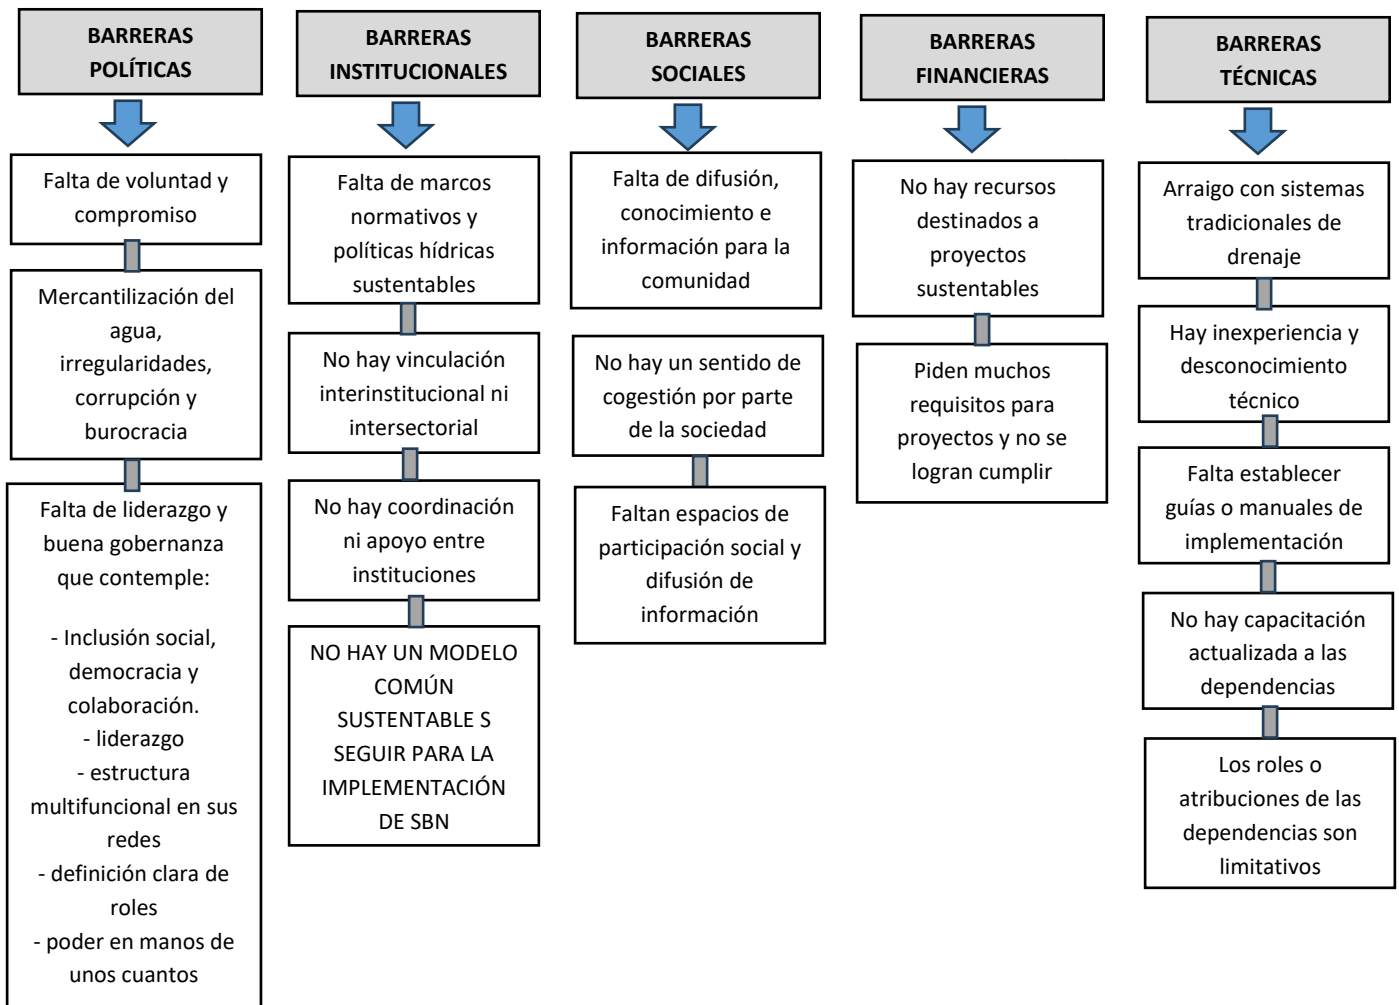 BARRERAS
POLÍTICAS
Falta de voluntad y
compromiso
Mercantilización del
agua,
irregularidades,
corrupción y
burocracia
Falta de liderazgo y
buena gobernanza
que contemple:
- Inclusión social,
democracia y
colaboración.
- liderazgo
- estructura
multifuncional en sus
redes
- definición clara de
roles
- poder en manos de
unos cuantos
BARRERAS
INSTITUCIONALES
Falta de marcos
normativos y
políticas hídricas
sustentables
No hay vinculación
interinstitucional ni
intersectorial
No hay coordinación
ni apoyo entre
instituciones
NO HAY UN MODELO
COMÚN
SUSTENTABLE S
SEGUIR PARA LA
IMPLEMENTACIÓN
DE SBN
BARRERAS
SOCIALES
Falta de difusión,
conocimiento e
información para la
comunidad
No hay un sentido de
cogestión por parte
de la sociedad
Faltan espacios de
participación social y
difusión de
información
BARRERAS
FINANCIERAS
No hay recursos
destinados a
proyectos
sustentables
Piden muchos
requisitos para
proyectos y no se
logran cumplir
BARRERAS
TÉCNICAS
Arraigo con sistemas
tradicionales de
drenaje
Hay inexperiencia y
desconocimiento
técnico
Falta establecer
guías o manuales de
implementación
No hay capacitación
actualizada a las
dependencias
Los roles o
atribuciones de las
dependencias son
limitativos